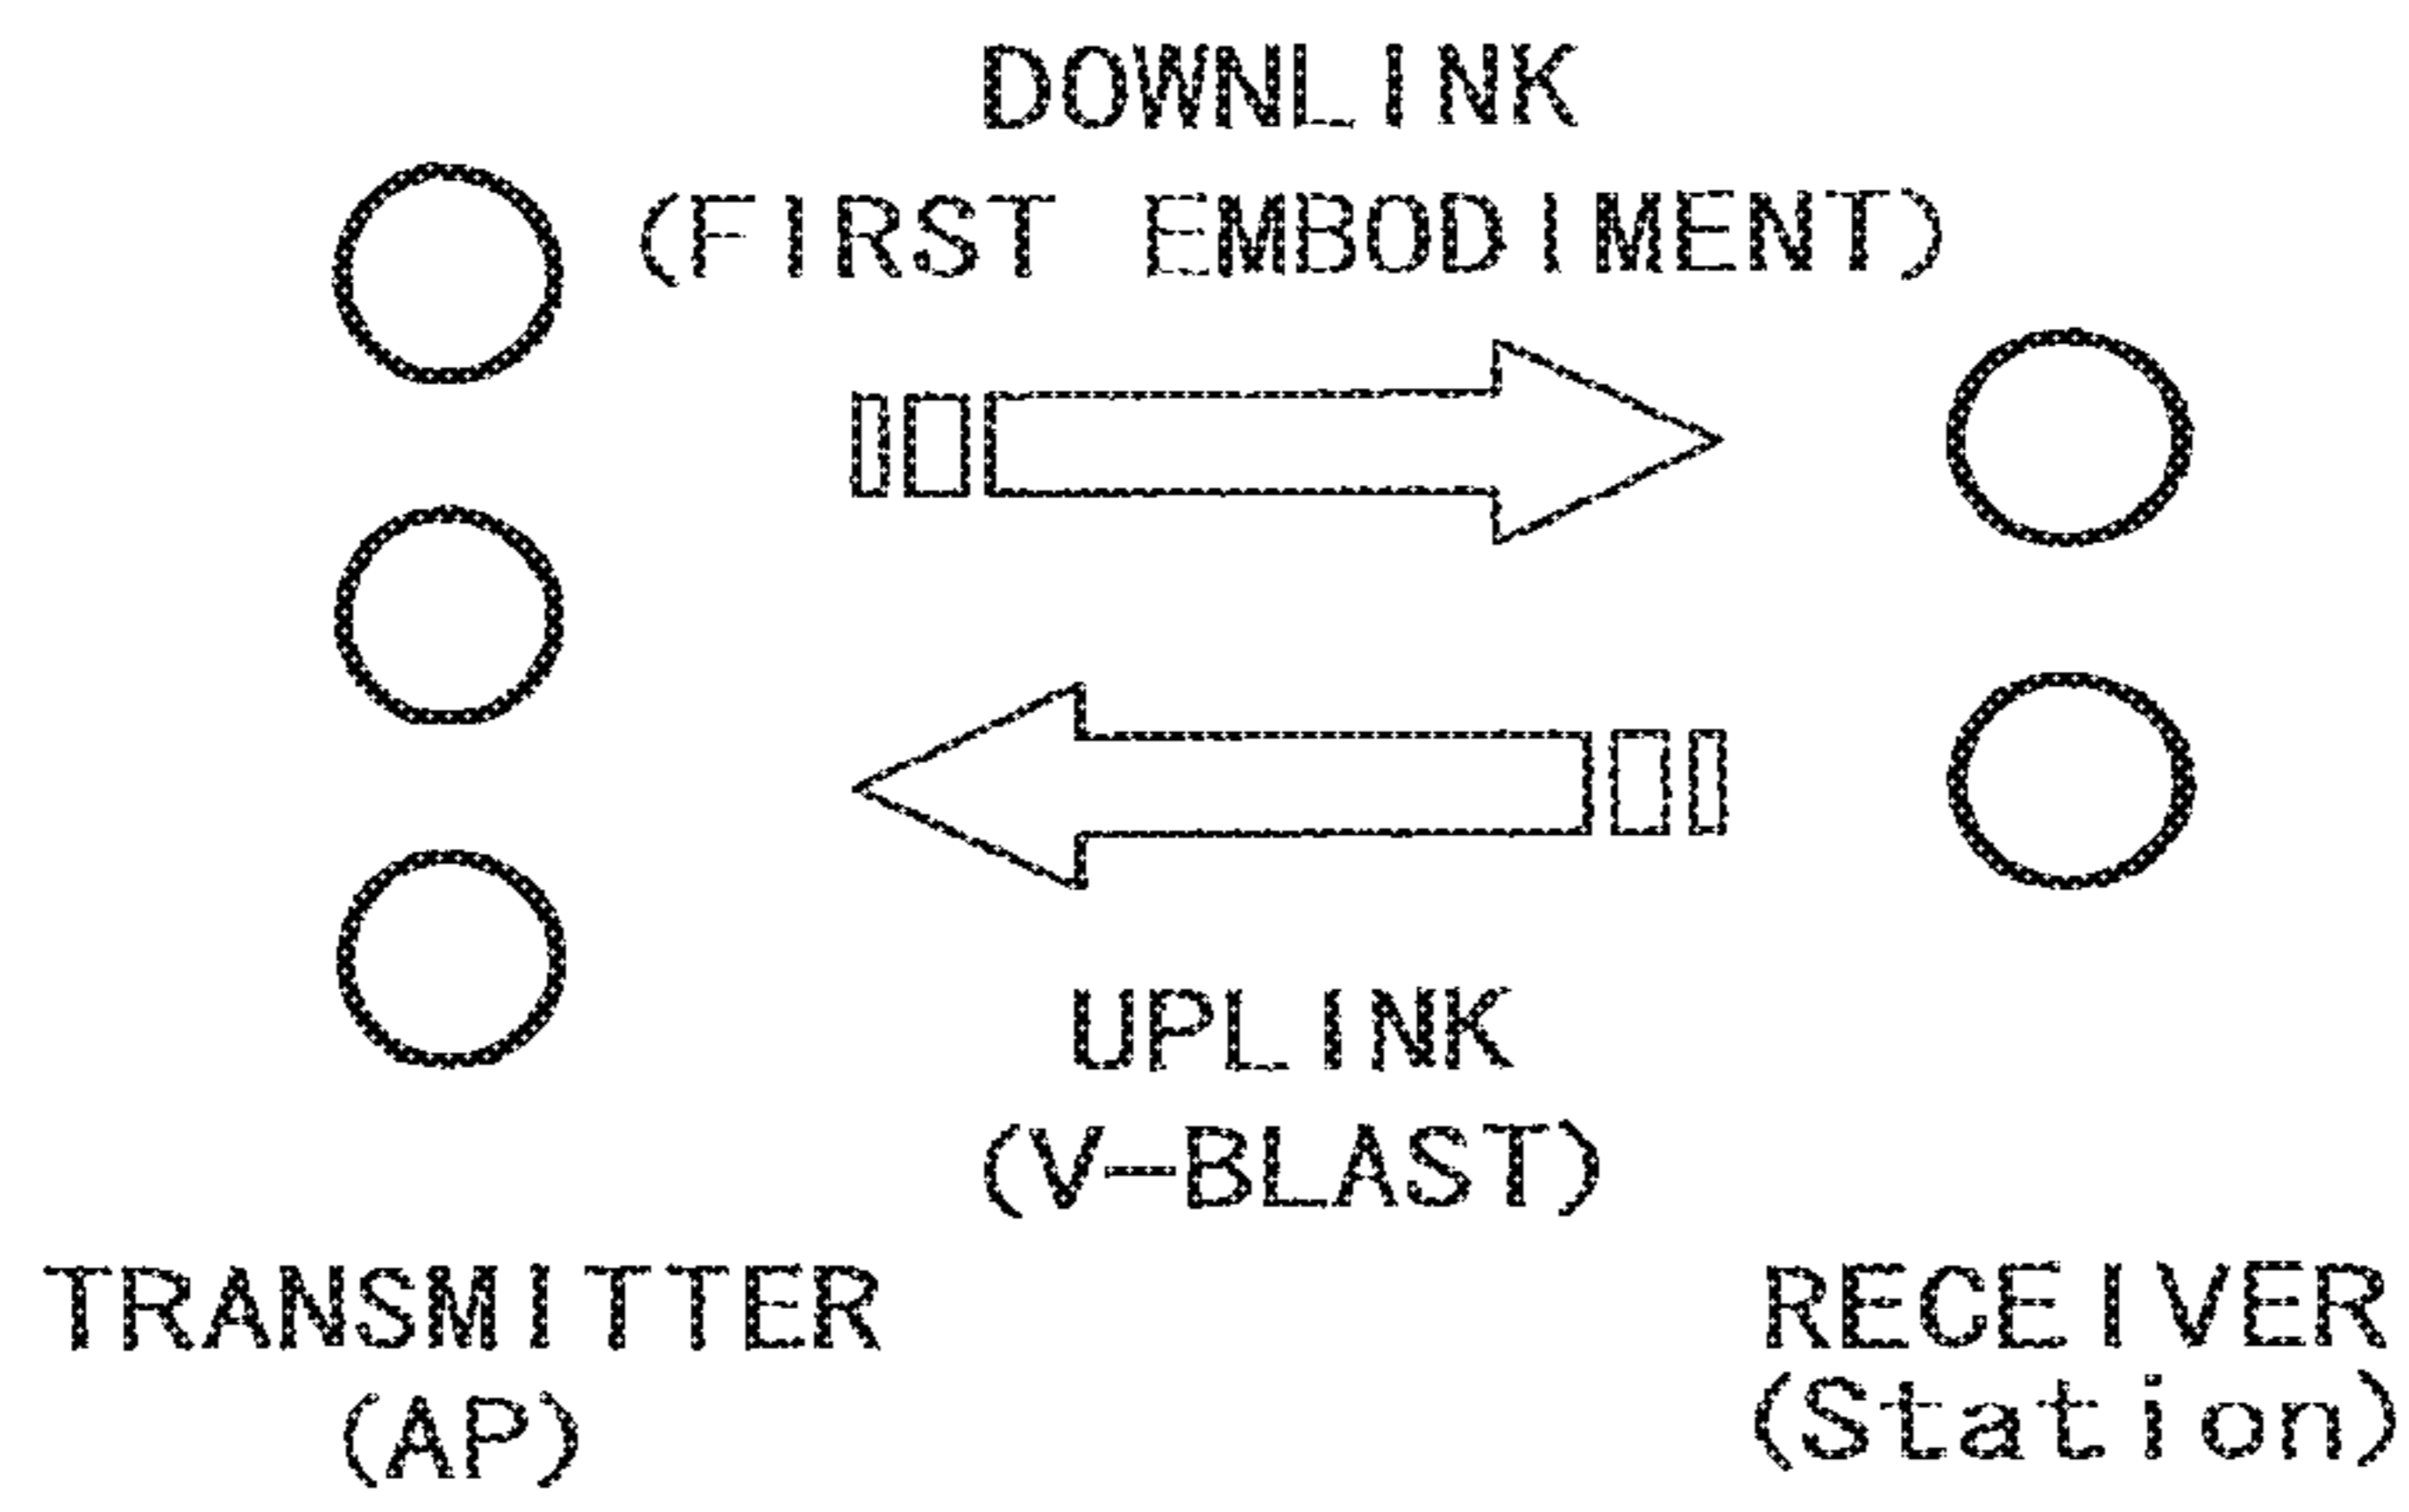 DOWNLINK
(FIRST EMBODIMENT)
UPLINK
(V-BLAST)
TRANSMITTER
(AP)
RECEIVER
(Station)